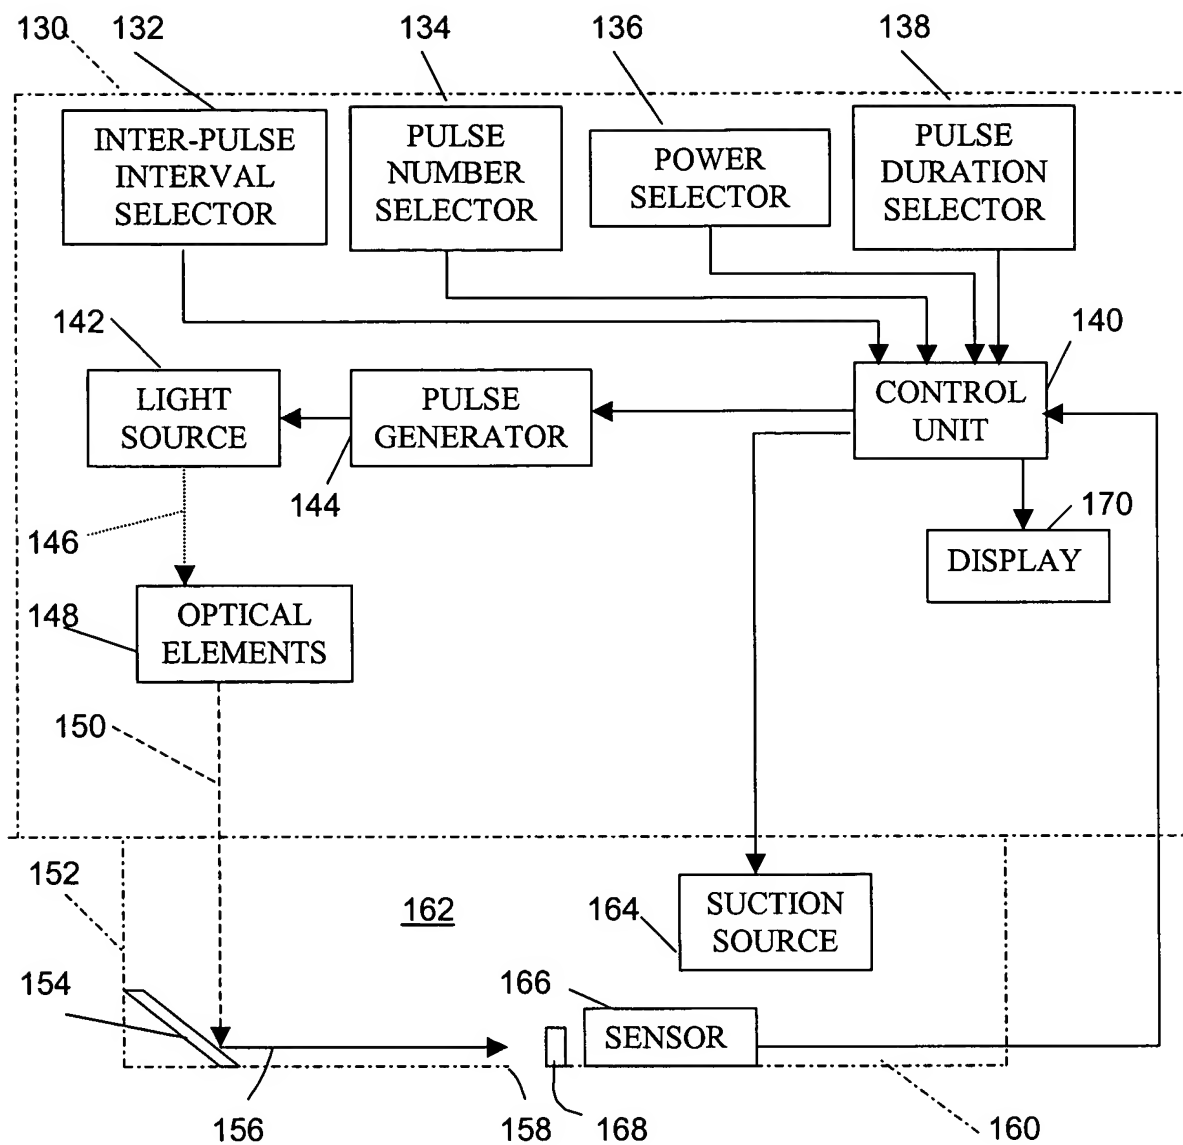 130 132 134 136 138
INTER-PULSE
INTERVAL
SELECTOR
PULSE
NUMBER
SELECTOR
POWER
SELECTOR
PULSE
DURATION
SELECTOR
142
140
LIGHT
SOURCE
PULSE
GENERATOR
CONTROL
UNIT
144
146
170
DISPLAY
148
OPTICAL
ELEMENTS
150
152
162
164
SUCTION
SOURCE
154
166
SENSOR
156 158 168 160